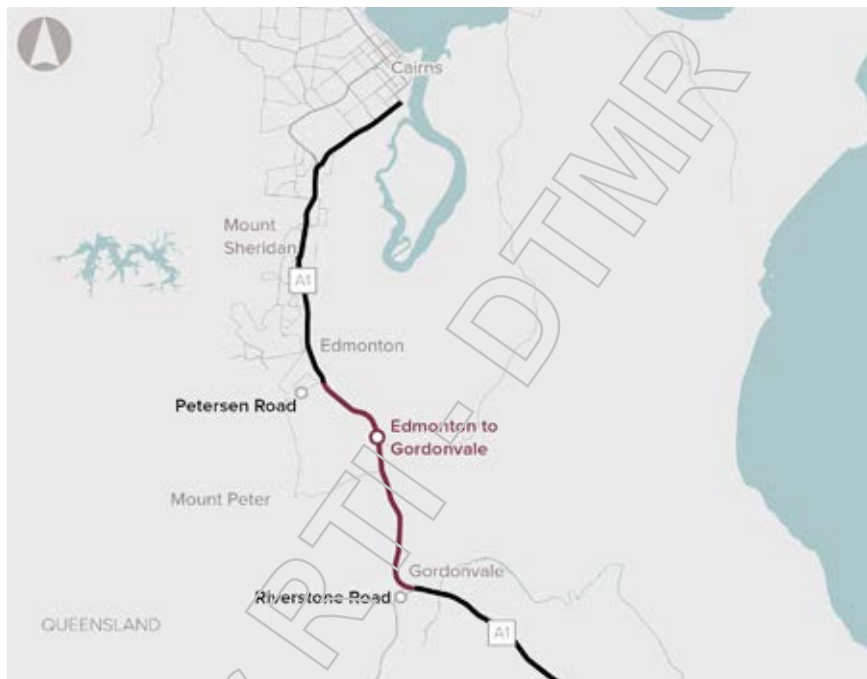 Cairns
Mount
Sheridan
A1
Edmonton
Petersen Road
Edmonton to
Gordonvale
Mount Peter
Gordonvale
Riverstone Road
QUEENSLAND
A1
RTI - DTMR